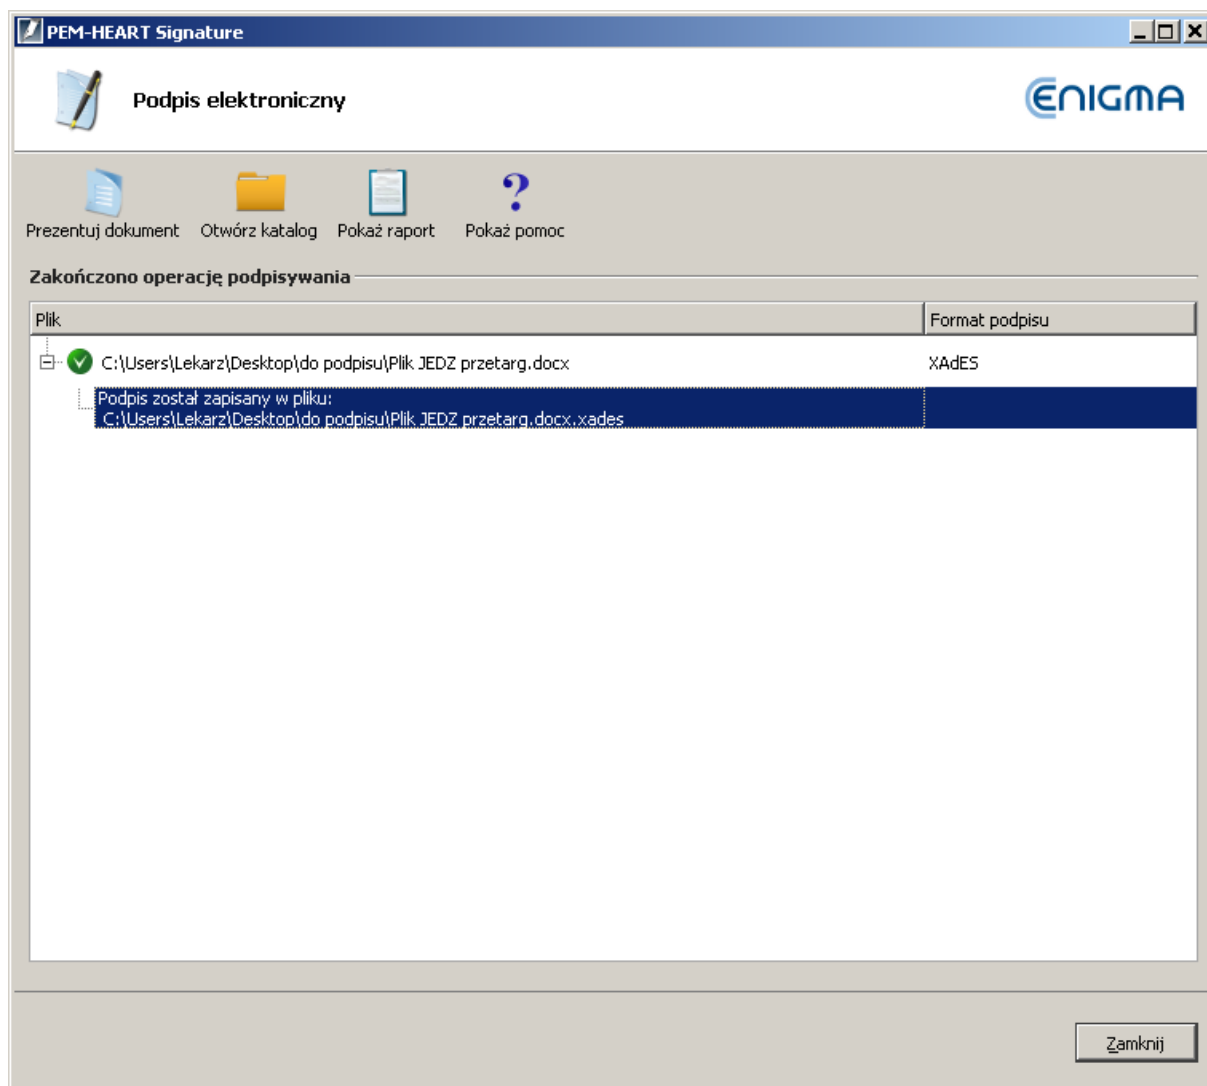 PEM-HEART Signature
Podpis elektroniczny
ENIGMA
Prezentuj dokument Otwórz katalog Pokaż raport Pokaż pomoc
Zakończono operację podpisywania
Plik Format podpisu
C:\Users\Lekarz\Desktop\do podpisu\Plik JEDZ przetarg.docx XAdES
Podpis został zapisany w pliku:
C:\Users\Lekarz\Desktop\do podpisu\Plik JEDZ przetarg.docx.xades
Zamknij